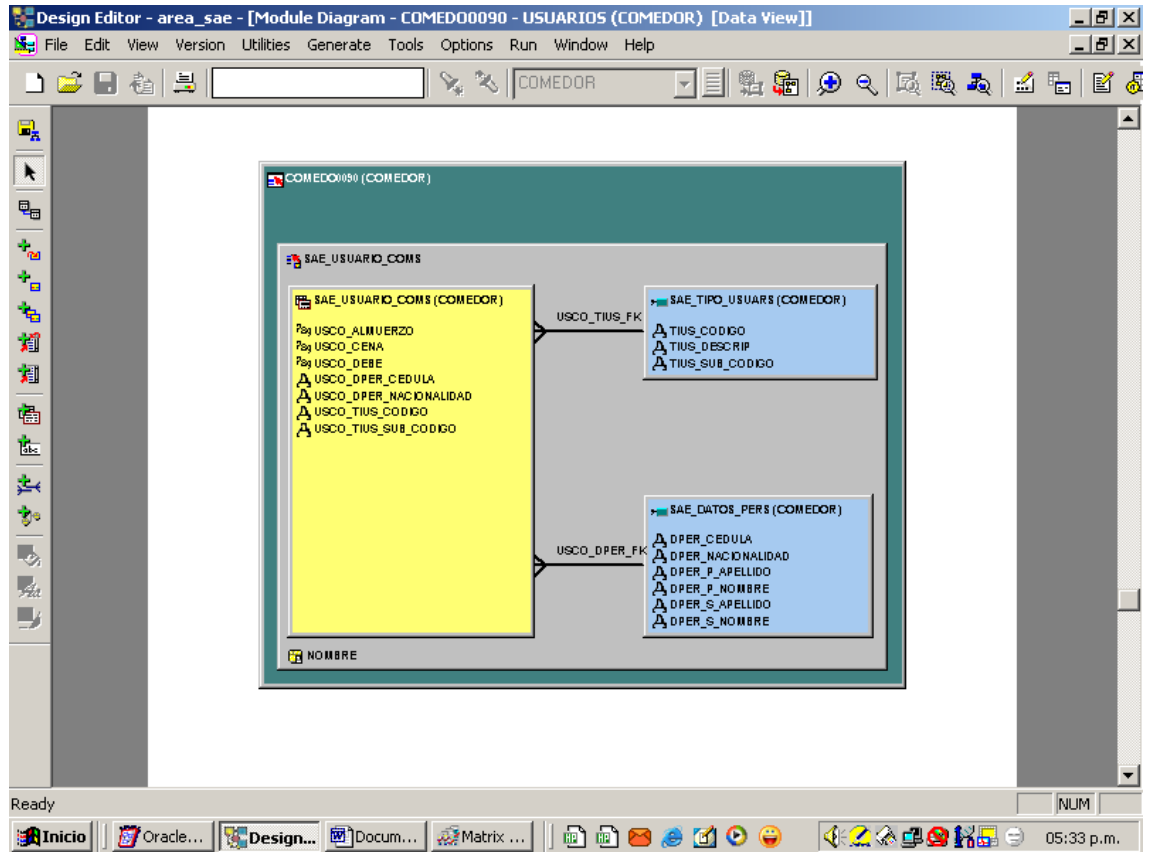 Design Editor - area_sae - [Module Diagram - COMEDO0090 - USUARIOS (COMEDOR) [Data View]]
File Edit View Version Utilities Generate Tools Options Run Window Help
COMEDOR
COMEDO0090 (COMEDOR)
SAE_USUARIO_COMS
SAE_USUARIO_COMS (COMEDOR)
USCO_ALMUERZO
USCO_CENA
USCO_DEBE
USCO_DPER_CEDULA
USCO_DPER_NACIONALIDAD
USCO_TIUS_CODIGO
USCO_TIUS_SUB_CODIGO
USCO_TIUS_FK
SAE_TIPO_USUARS (COMEDOR)
TIUS_CODIGO
TIUS_DESCRIP
TIUS_SUB_CODIGO
USCO_DPER_FK
SAE_DATOS_PERS (COMEDOR)
DPER_CEDULA
DPER_NACIONALIDAD
DPER_P_APELLIDO
DPER_P_NOMBRE
DPER_S_APELLIDO
DPER_S_NOMBRE
NOMBRE
Ready
NUM
Inicio Oracle... Design... Docum... Matrix ... 05:33 p.m.